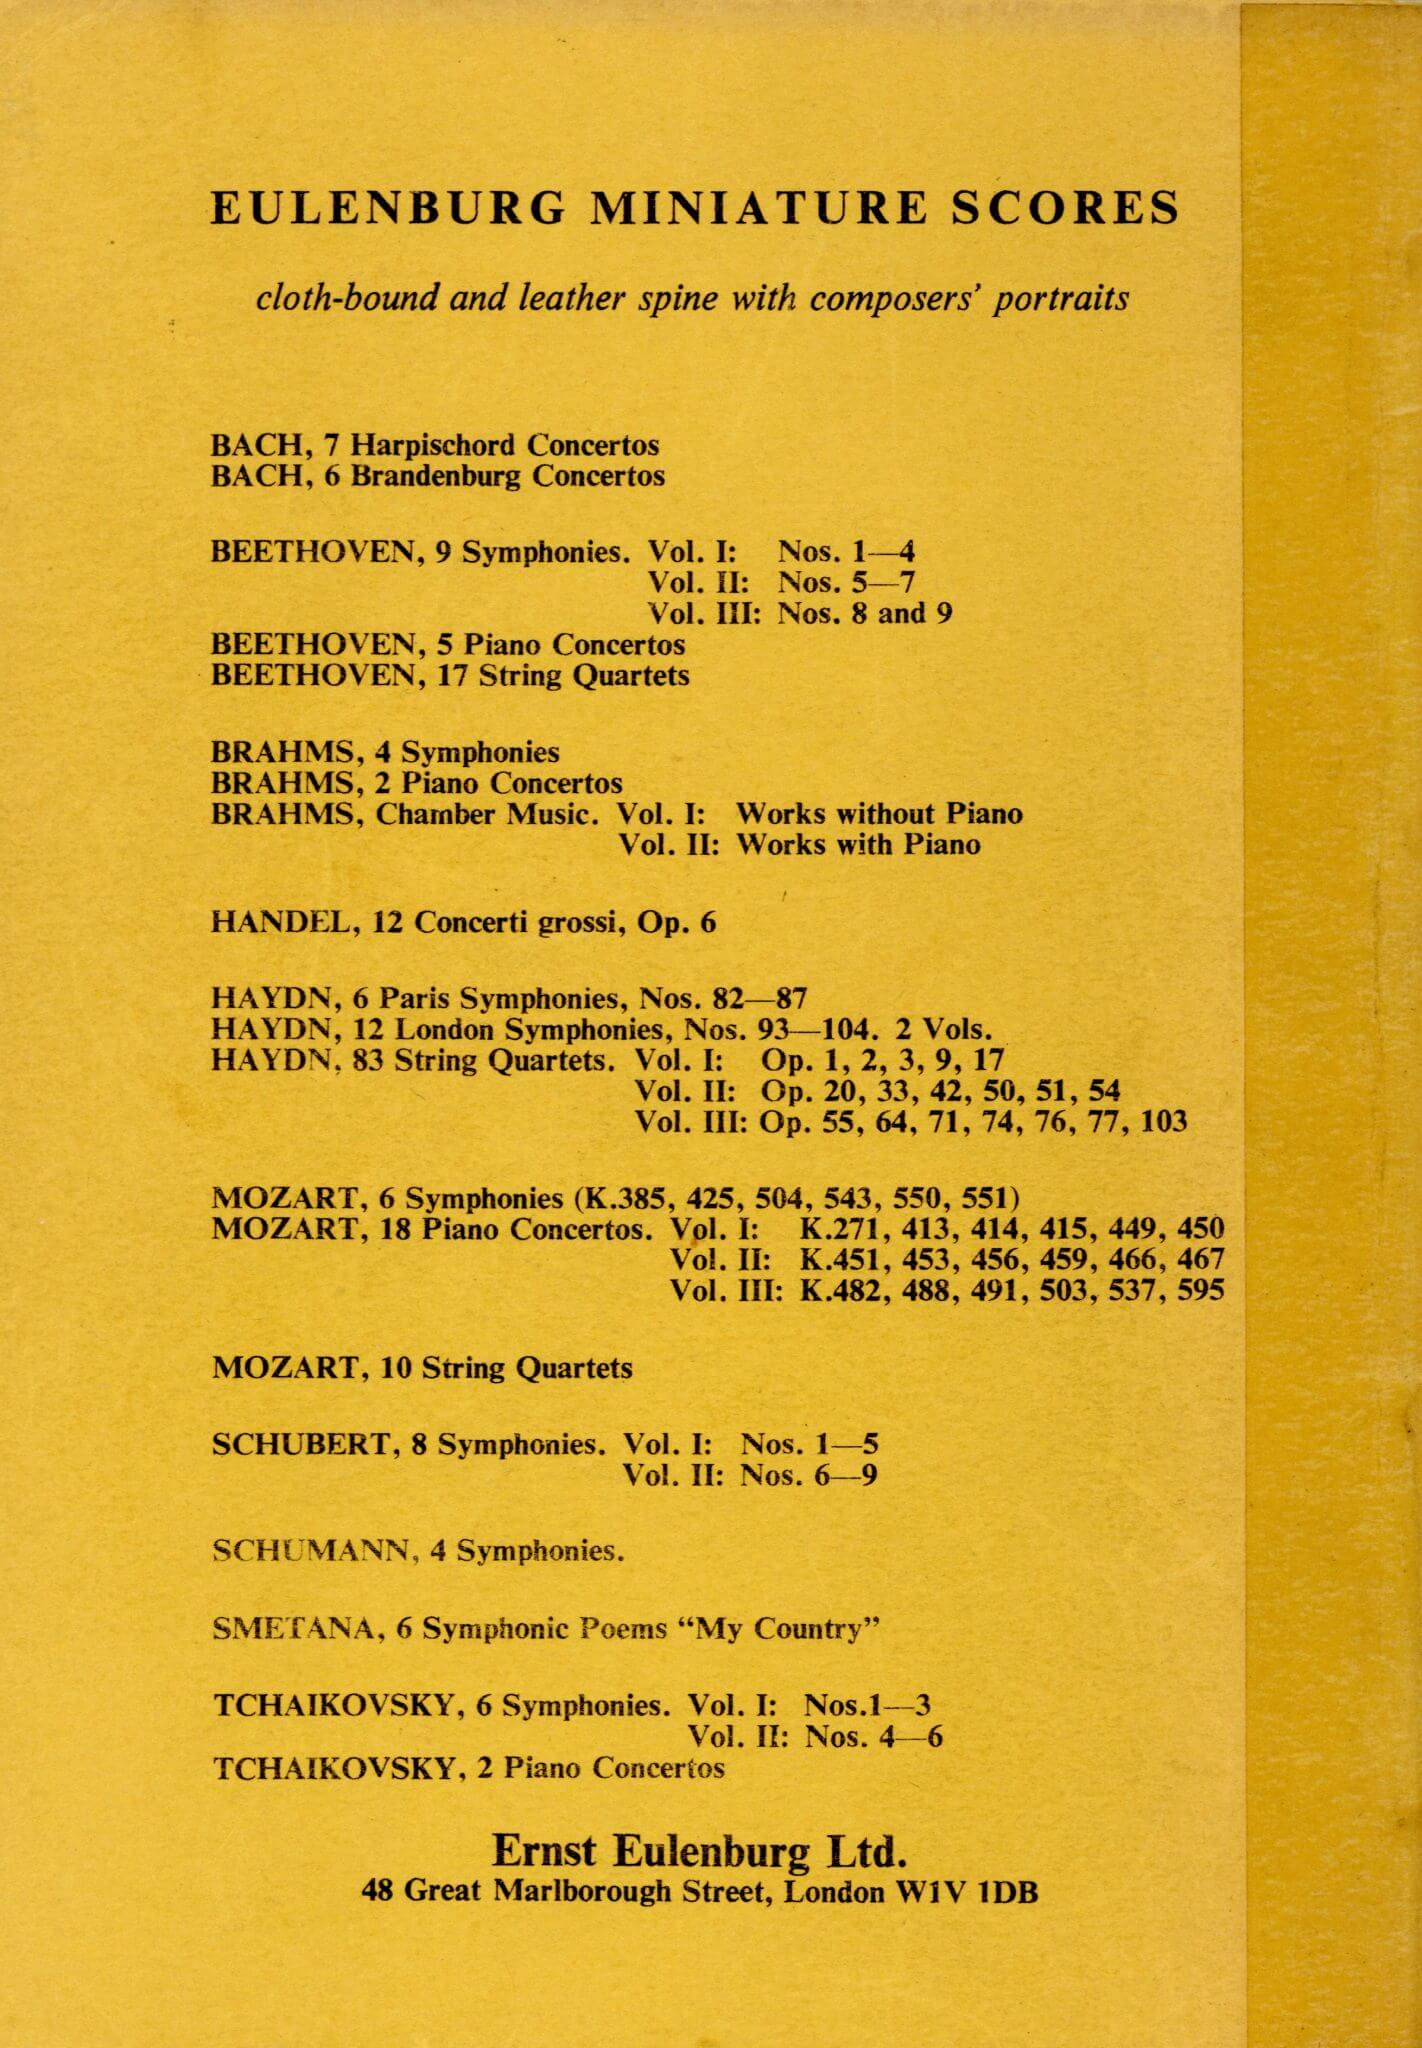 EULENBURG MINIATURE SCORES
cloth-bound and leather spine with composers' portraits
BACH, 7 Harpischord Concertos
BACH, 6 Brandenburg Concertos
BEETHOVEN, 9 Symphonies. Vol. I: Nos. 1—4
Vol. II: Nos. 5—7
Vol. III: Nos. 8 and 9
BEETHOVEN, 5 Piano Concertos
BEETHOVEN, 17 String Quartets
BRAHMS, 4 Symphonies
BRAHMS, 2 Piano Concertos
BRAHMS, Chamber Music. Vol. I: Works without Piano
Vol. II: Works with Piano
HANDEL, 12 Concerti grossi, Op. 6
HAYDN, 6 Paris Symphonies, Nos. 82—87
HAYDN, 12 London Symphonies, Nos. 93—104. 2 Vols.
HAYDN, 83 String Quartets. Vol. I: Op. 1, 2, 3, 9, 17
Vol. II: Op. 20, 33, 42, 50, 51, 54
Vol. III: Op. 55, 64, 71, 74, 76, 77, 103
MOZART, 6 Symphonies (K.385, 425, 504, 543, 550, 551)
MOZART, 18 Piano Concertos. Vol. I: K.271, 413, 414, 415, 449, 450
Vol. II: K.451, 453, 456, 459, 466, 467
Vol. III: K.482, 488, 491, 503, 537, 595
MOZART, 10 String Quartets
SCHUBERT, 8 Symphonies. Vol. I: Nos. 1—5
Vol. II: Nos. 6—9
SCHUMANN, 4 Symphonies.
SMETANA, 6 Symphonic Poems “My Country”
TCHAIKOVSKY, 6 Symphonies. Vol. I: Nos.1—3
Vol. II: Nos. 4—6
TCHAIKOVSKY, 2 Piano Concertos
Ernst Eulenburg Ltd.
48 Great Marlborough Street, London W1V 1DB